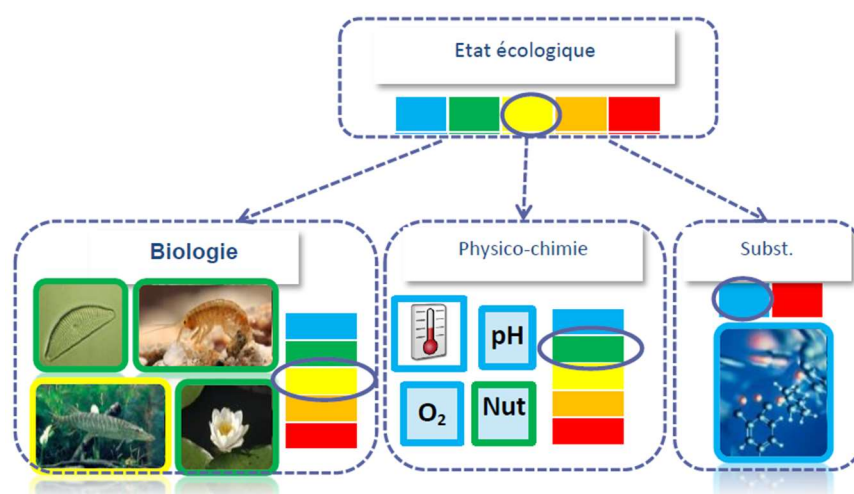 Etat écologique
Biologie
Physico-chimie
Subst.
pH
O₂
Nut